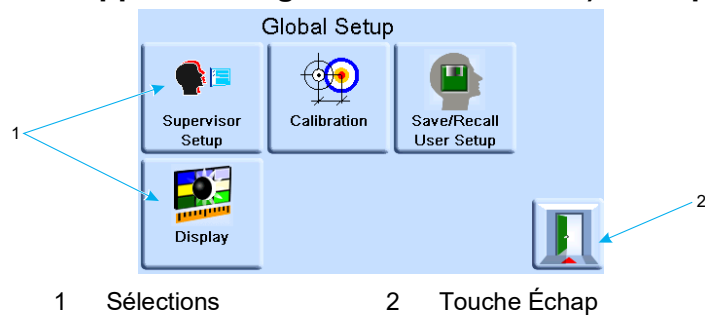 Global Setup
Supervisor
Setup
Calibration
Save/Recall
User Setup
1
2
Display
1 Sélections 2 Touche Échap